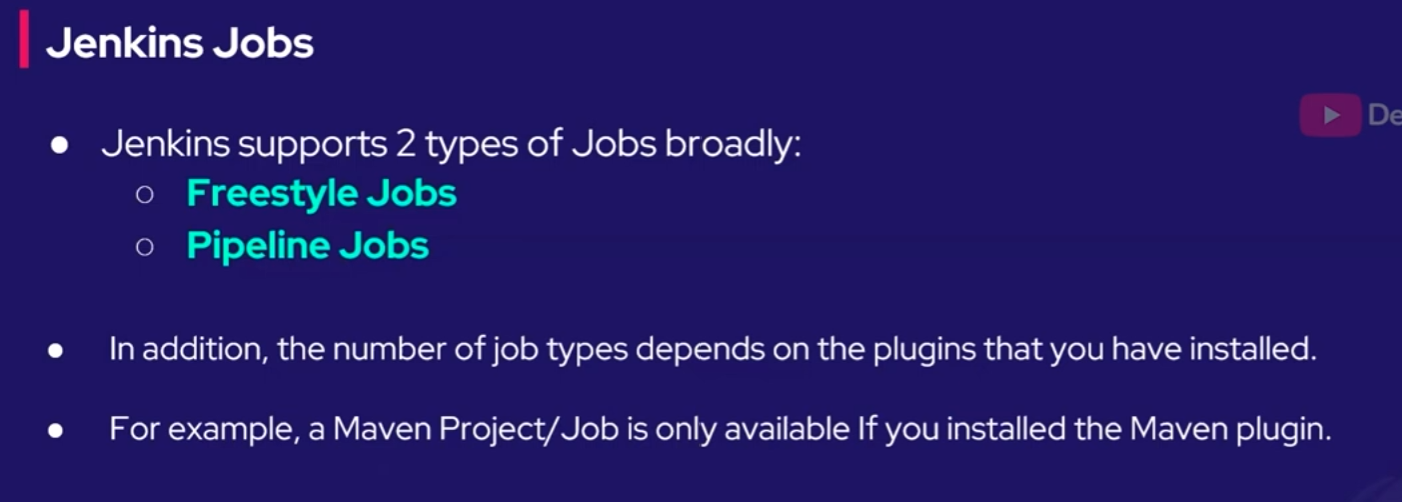 Jenkins Jobs
● Jenkins supports 2 types of Jobs broadly:
○ Freestyle Jobs
○ Pipeline Jobs
● In addition, the number of job types depends on the plugins that you have installed.
● For example, a Maven Project/Job is only available If you installed the Maven plugin.